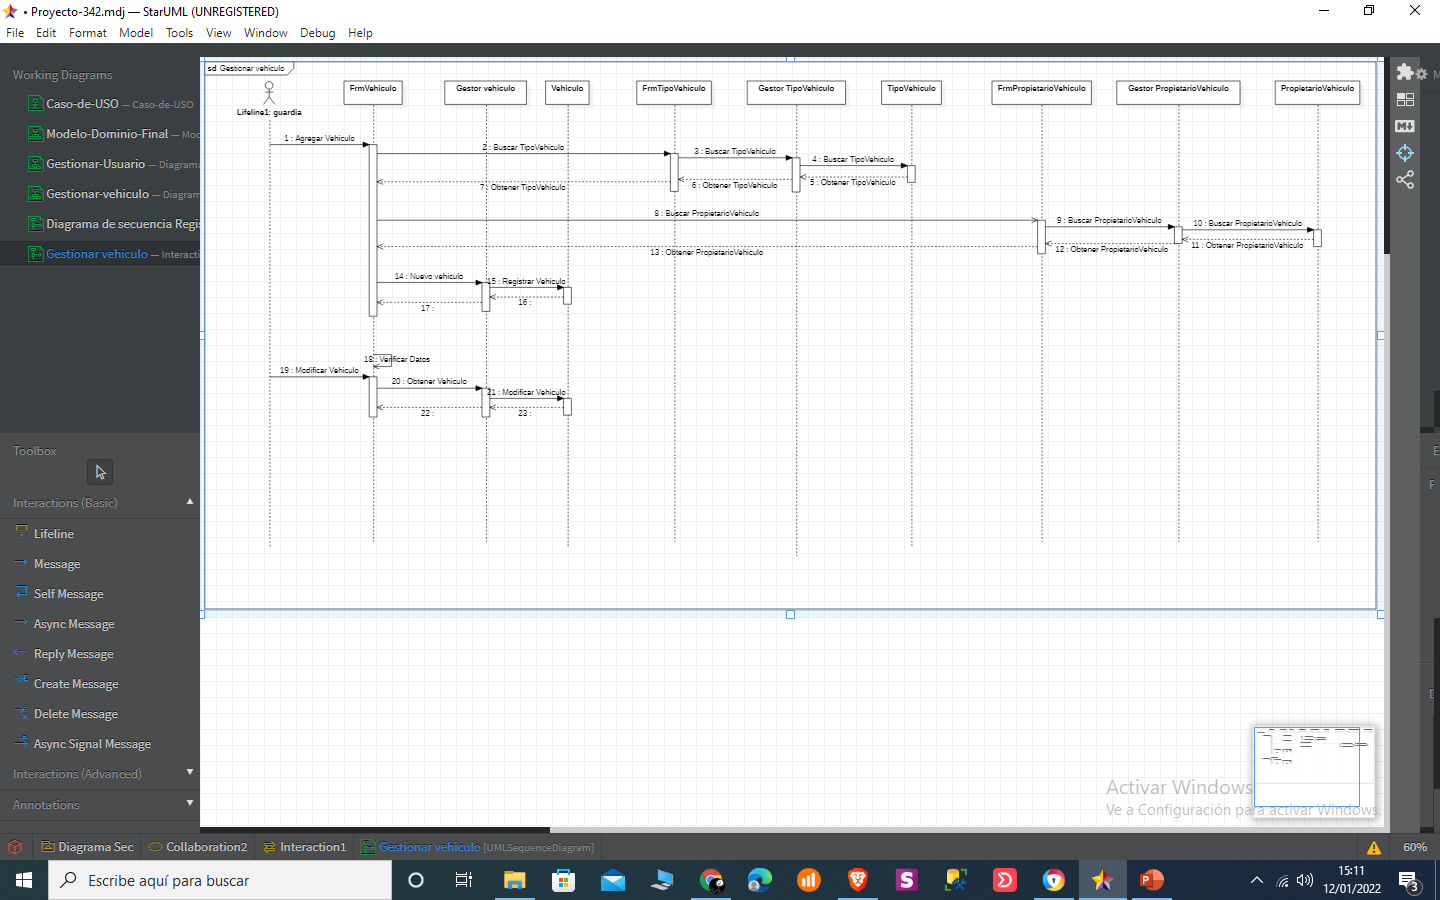 • Proyecto-342.mdj — StarUML (UNREGISTERED)
File Edit Format Model Tools View Window Debug Help
Working Diagrams
Caso-de-USO — Caso-de-USO
Modelo-Dominio-Final — Moc
Gestionar-Usuario — Diagrama
Gestionar-vehiculo — Diagram
Diagrama de secuencia Regi
Gestionar vehiculo — Interacti
Toolbox
Interactions (Basic)
Lifeline
Message
Self Message
Async Message
Reply Message
Create Message
Delete Message
Async Signal Message
Interactions (Advanced)
Annotations
sd Gestionar vehiculo
Lifeline1: guardia
FrmVehiculo
Gestor vehiculo
Vehiculo
FrmTipoVehiculo
Gestor TipoVehiculo
TipoVehiculo
FrmPropietarioVehiculo
Gestor PropietarioVehiculo
PropietarioVehiculo
1 : Agregar Vehiculo
2 : Buscar TipoVehiculo
3 : Buscar TipoVehiculo
4 : Buscar TipoVehiculo
5 : Obtener TipoVehiculo
6 : Obtener TipoVehiculo
7 : Obtener TipoVehiculo
8 : Buscar PropietarioVehiculo
9 : Buscar PropietarioVehiculo
10 : Buscar PropietarioVehiculo
11 : Obtener PropietarioVehiculo
12 : Obtener PropietarioVehiculo
13 : Obtener PropietarioVehiculo
14 : Nuevo vehiculo
15 : Registrar Vehiculo
16 :
17 :
18 : Verificar Datos
19 : Modificar Vehiculo
20 : Obtener Vehiculo
21 : Modificar Vehiculo
22 :
23 :
Activar Windows
Ve a Configuración para activar Windows.
Diagrama Sec
Collaboration2
Interaction1
Gestionar vehiculo [UMLSequenceDiagram]
60%
Escribe aquí para buscar
15:11
12/01/2022
3